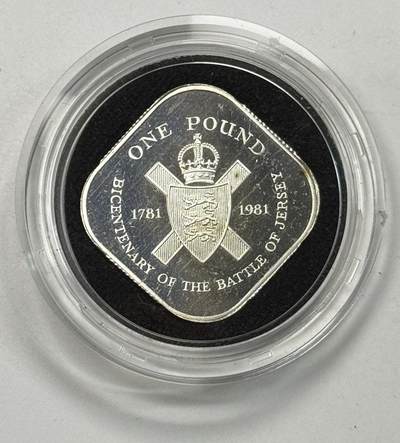 ONE POUND
1781 1981
BICENTENARY OF THE BATTLE OF JERSEY